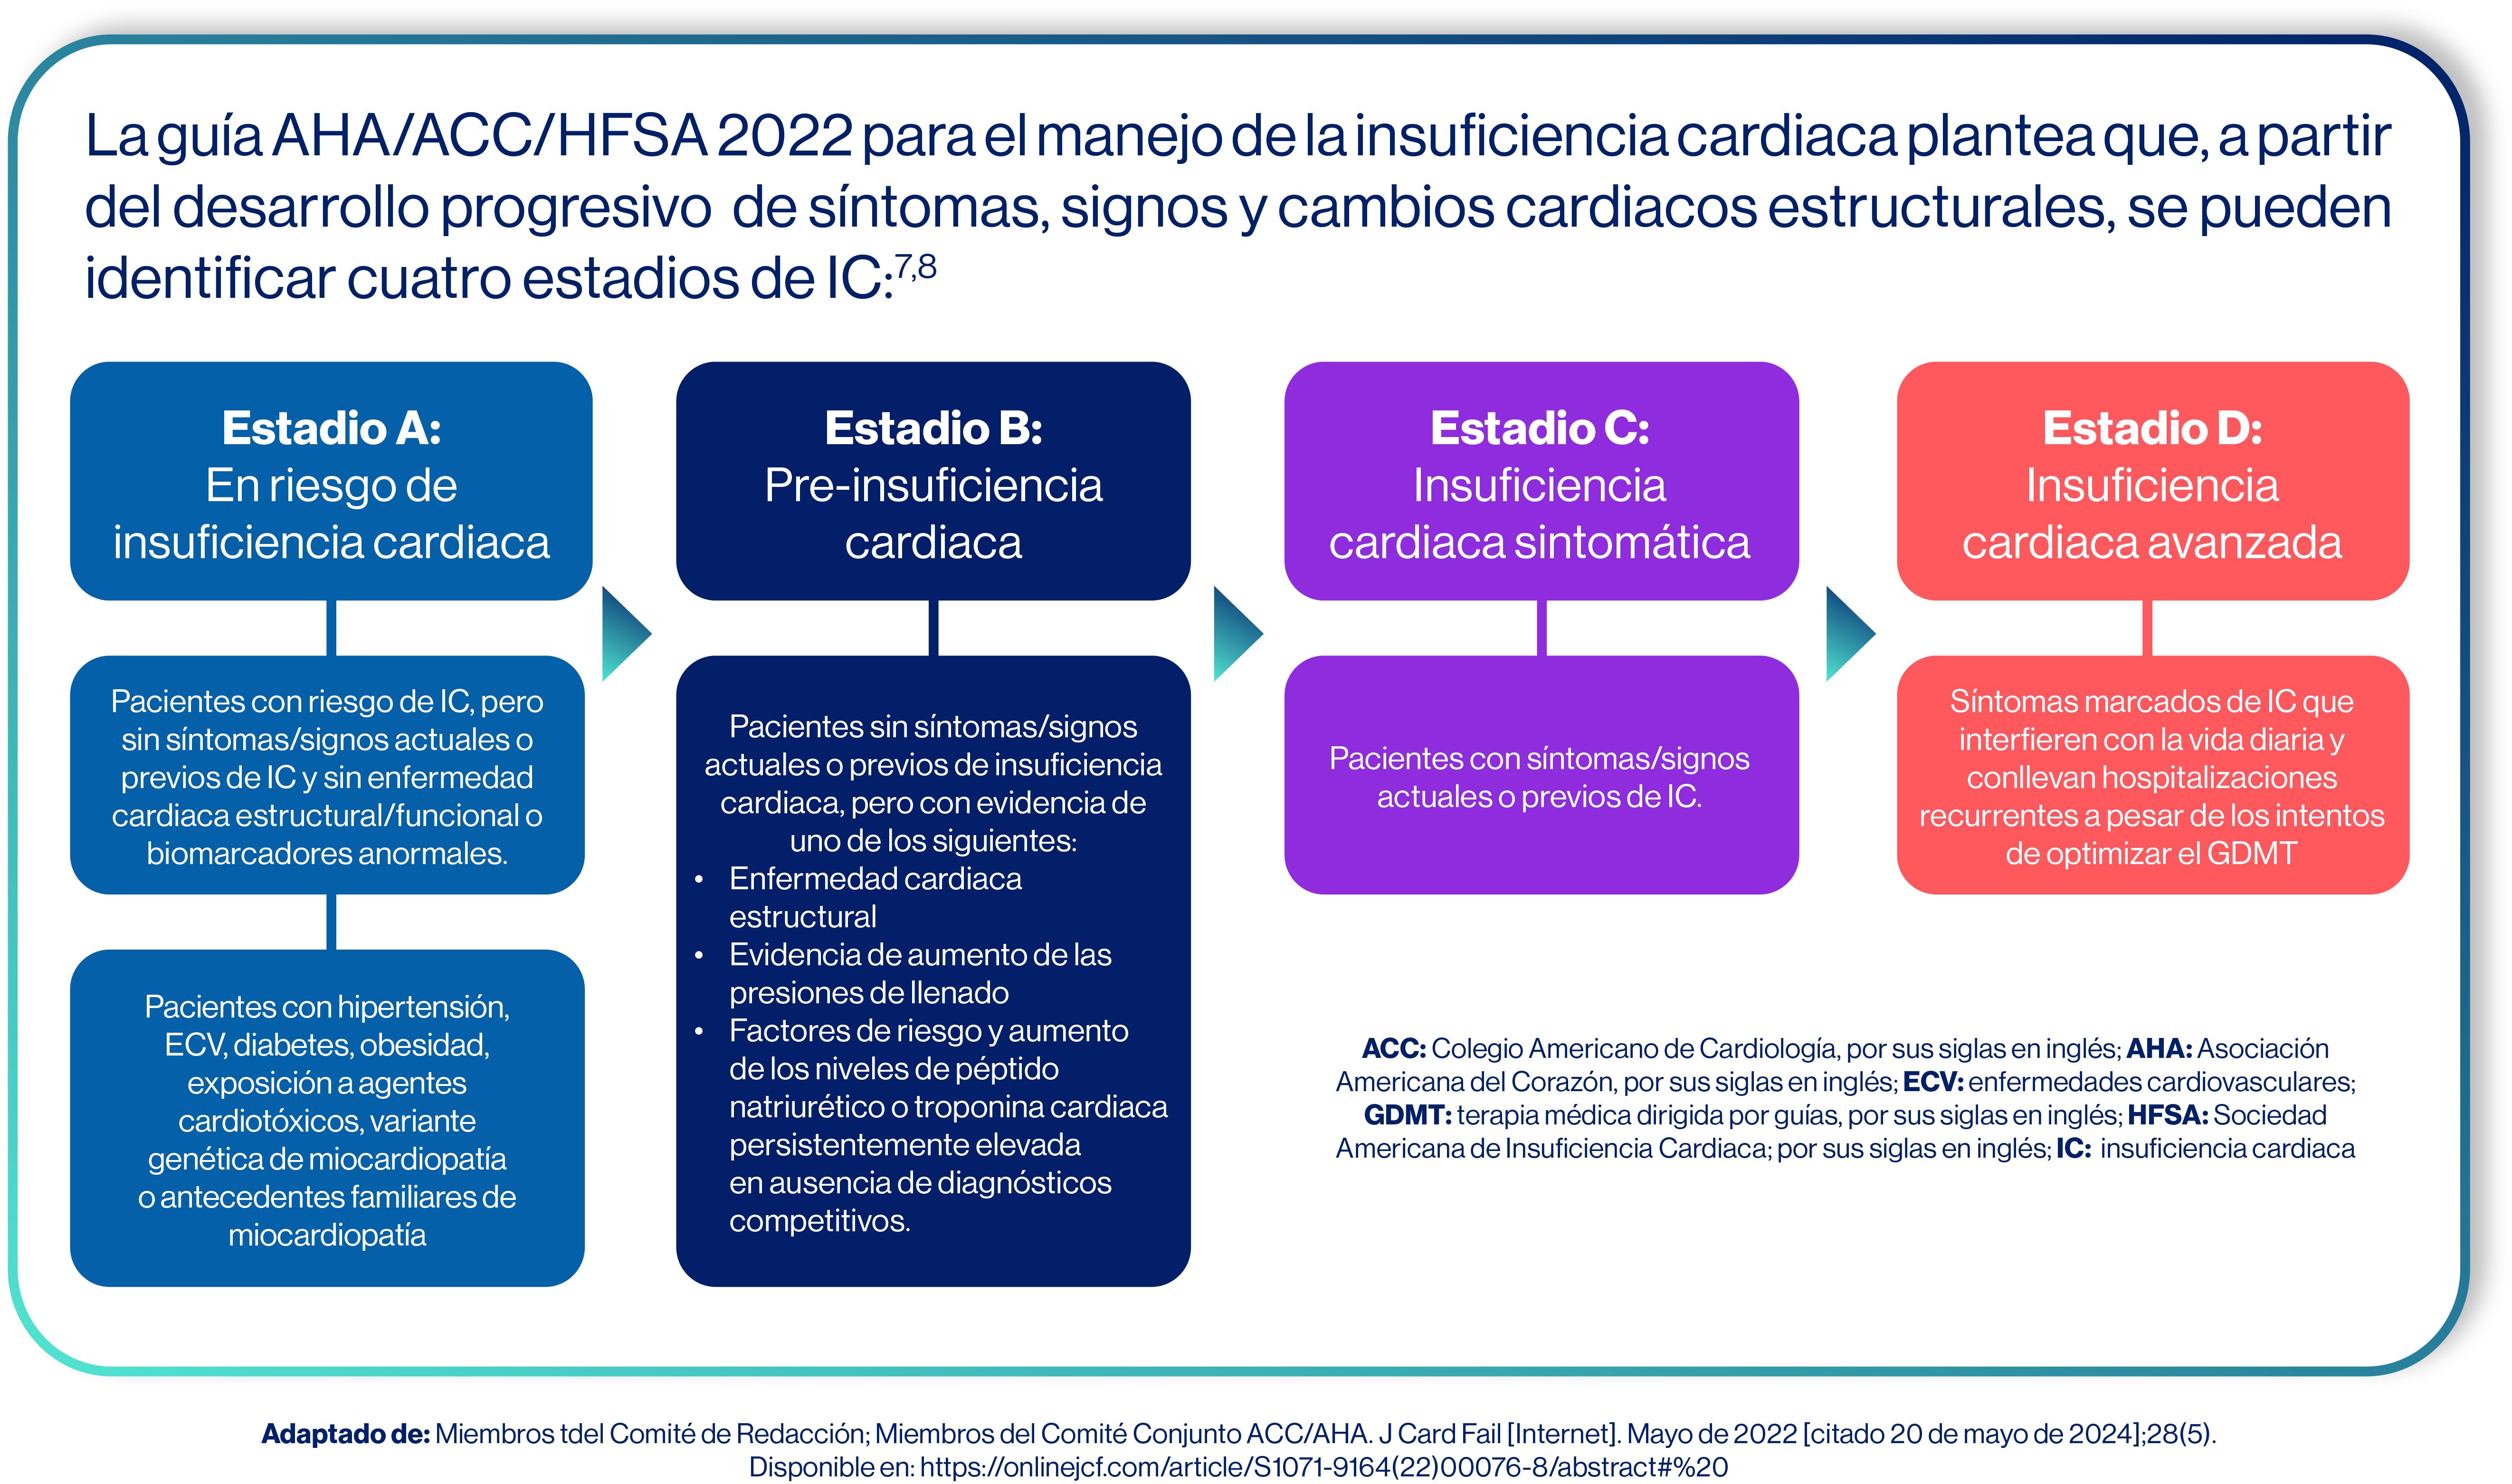 La guía AHA/ACC/HFSA 2022 para el manejo de la insuficiencia cardiaca plantea que, a partir
del desarrollo progresivo de síntomas, signos y cambios cardiacos estructurales, se pueden
identificar cuatro estadios de IC:7,8
Estadio A:
En riesgo de
insuficiencia cardiaca
Pacientes con riesgo de IC, pero
sin síntomas/signos actuales o
previos de IC y sin enfermedad
cardiaca estructural/funcional o
biomarcadores anormales.
Pacientes con hipertensión,
ECV, diabetes, obesidad,
exposición a agentes
cardiotóxicos, variante
genética de miocardiopatía
o antecedentes familiares de
miocardiopatía
Estadio B:
Pre-insuficiencia
cardiaca
Pacientes sin síntomas/signos
actuales o previos de insuficiencia
cardiaca, pero con evidencia de
uno de los siguientes:
• Enfermedad cardiaca
estructural
• Evidencia de aumento de las
presiones de llenado
• Factores de riesgo y aumento
de los niveles de péptido
natriurético o troponina cardiaca
persistentemente elevada
en ausencia de diagnósticos
competitivos.
Estadio C:
Insuficiencia
cardiaca sintomática
Pacientes con síntomas/signos
actuales o previos de IC.
Estadio D:
Insuficiencia
cardiaca avanzada
Síntomas marcados de IC que
interfieren con la vida diaria y
conllevan hospitalizaciones
recurrentes a pesar de los intentos
de optimizar el GDMT
ACC: Colegio Americano de Cardiología, por sus siglas en inglés; AHA: Asociación
Americana del Corazón, por sus siglas en inglés; ECV: enfermedades cardiovasculares;
GDMT: terapia médica dirigida por guías, por sus siglas en inglés; HFSA: Sociedad
Americana de Insuficiencia Cardiaca; por sus siglas en inglés; IC: insuficiencia cardiaca
Adaptado de: Miembros tdel Comité de Redacción; Miembros del Comité Conjunto ACC/AHA. J Card Fail [Internet]. Mayo de 2022 [citado 20 de mayo de 2024];28(5).
Disponible en: https://onlinejcf.com/article/S1071-9164(22)00076-8/abstract#%20